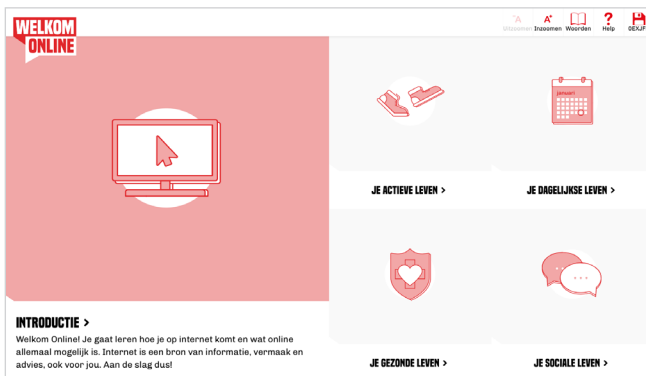 WELKOM
ONLINE
Uitzoomen Inzoomen Woorden Help 0EXJF
januari
JE ACTIEVE LEVEN >
JE DAGELIJKSE LEVEN >
INTRODUCTIE >
Welkom Online! Je gaat leren hoe je op internet komt en wat online
allemaal mogelijk is. Internet is een bron van informatie, vermaak en
advies, ook voor jou. Aan de slag dus!
JE GEZONDE LEVEN >
JE SOCIALE LEVEN >